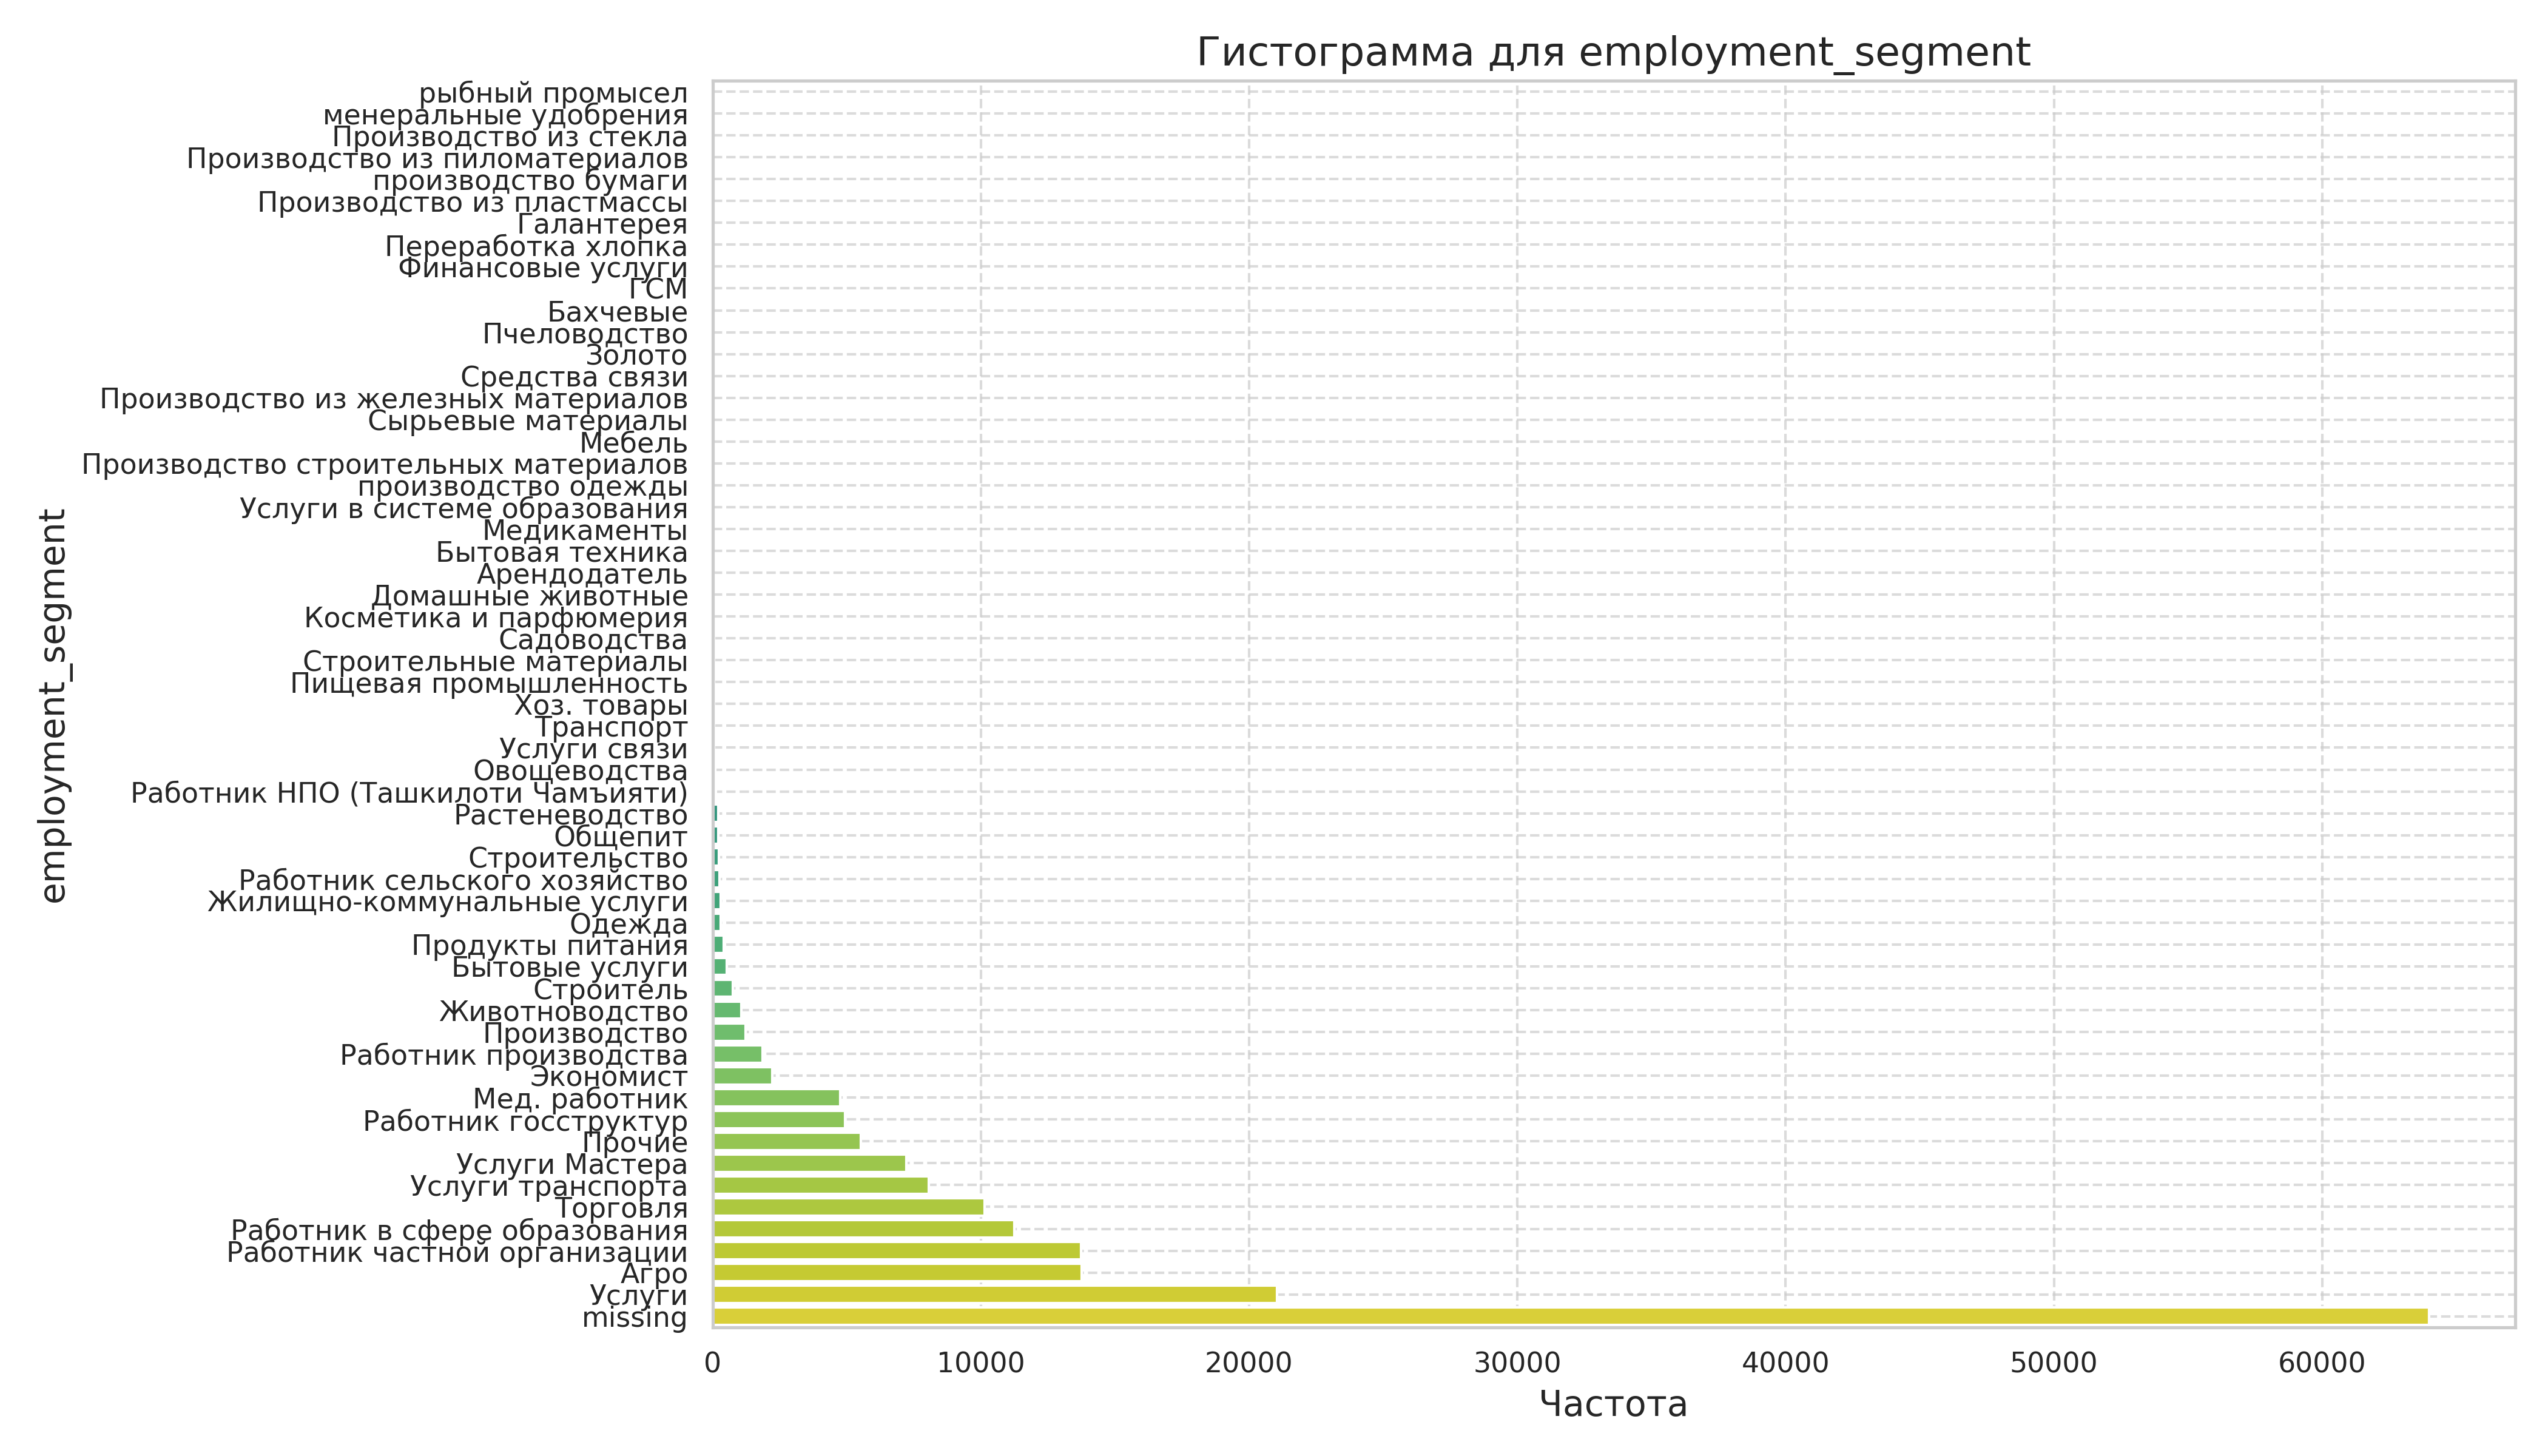 Гистограмма для employment_segment
рыбный промысел
менеральные удобрения
Производство из стекла
Производство из пиломатериалов
производство бумаги
Производство из пластмассы
Галантерея
Переработка хлопка
Финансовые услуги
ГСМ
Бахчевые
Пчеловодство
Золото
Средства связи
Производство из железных материалов
Сырьевые материалы
Мебель
Производство строительных материалов
производство одежды
Услуги в системе образования
Медикаменты
Бытовая техника
Арендодатель
Домашные животные
Косметика и парфюмерия
Садоводства
Строительные материалы
Пищевая промышленность
Хоз. товары
Транспорт
Услуги связи
Овощеводства
Работник НПО (Ташкилоти Чамъияти)
Растеневодство
Общепит
Строительство
Работник сельского хозяйство
Жилищно-коммунальные услуги
Одежда
Продукты питания
Бытовые услуги
Строитель
Животноводство
Производство
Работник производства
Экономист
Мед. работник
Работник госструктур
Прочие
Услуги Мастера
Услуги транспорта
Торговля
Работник в сфере образования
Работник частной организации
Агро
Услуги
missing
employment_segment
0 10000 20000 30000 40000 50000 60000
Частота